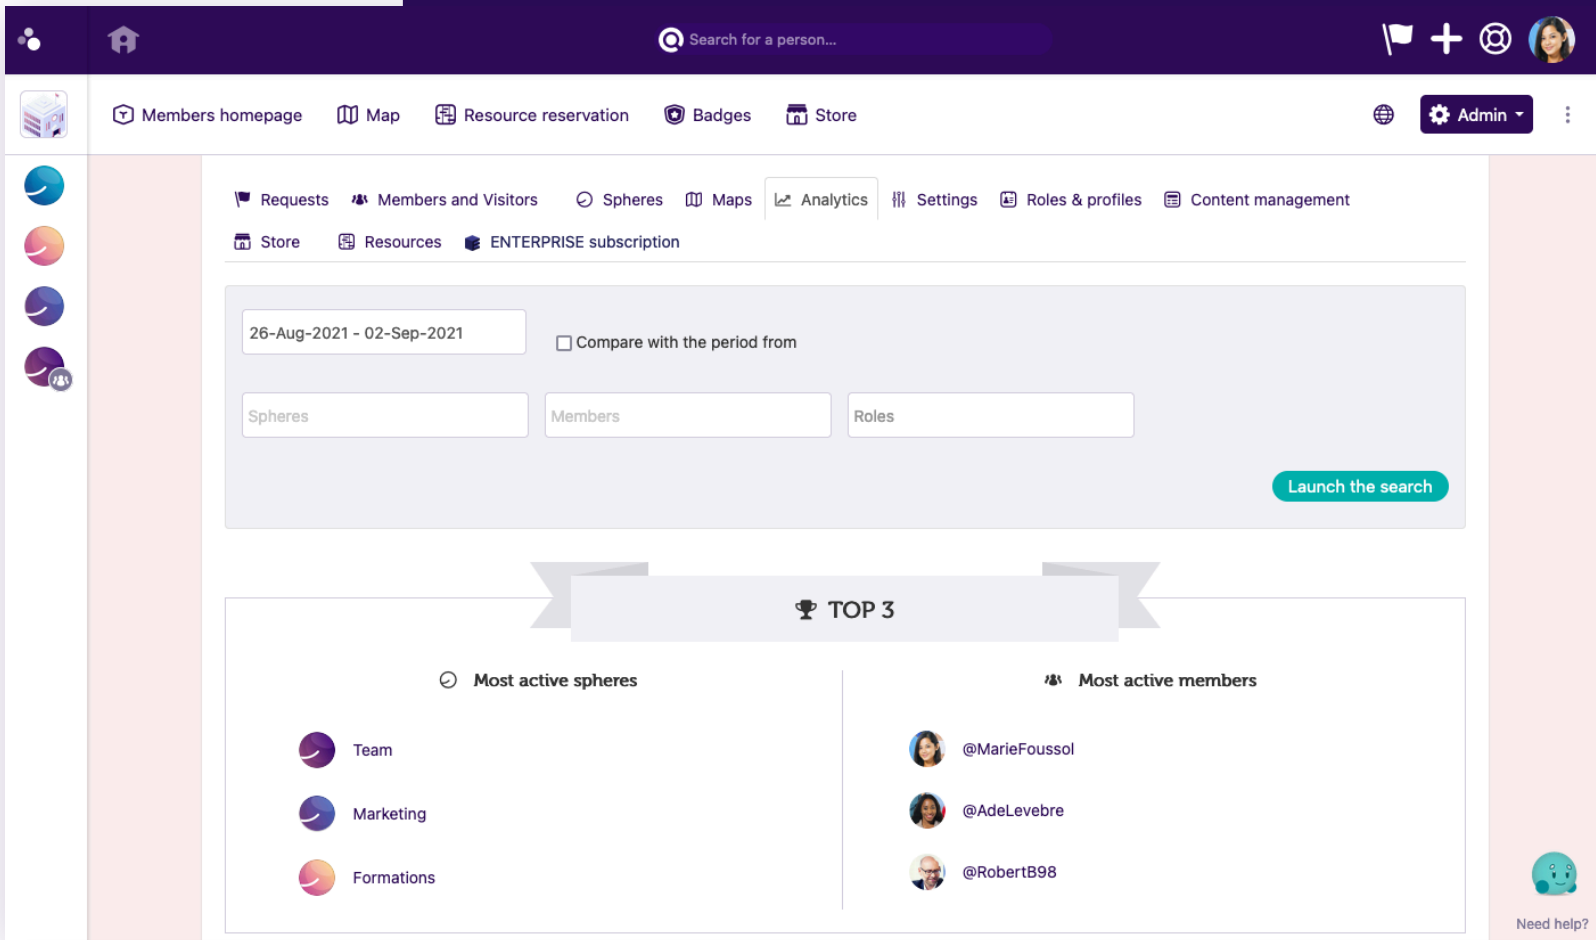 Search for a person...
Members homepage Map Resource reservation Badges Store Admin
Requests Members and Visitors Spheres Maps Analytics Settings Roles & profiles Content management
Store Resources ENTERPRISE subscription
26-Aug-2021 - 02-Sep-2021
Compare with the period from
Spheres Members Roles
Launch the search
TOP 3
Most active spheres
Team
Marketing
Formations
Most active members
@MarieFoussol
@AdeLevebre
@RobertB98
Need help?